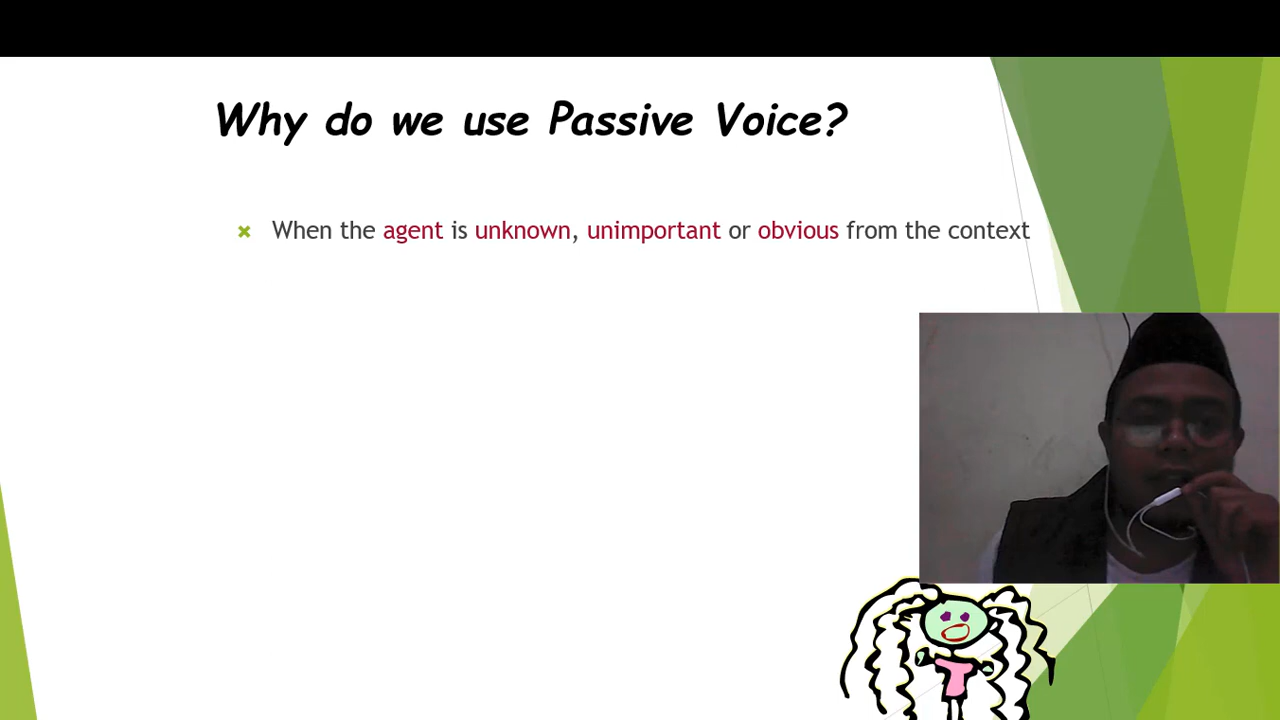 Why do we use Passive Voice?
When the agent is unknown, unimportant or obvious from the context